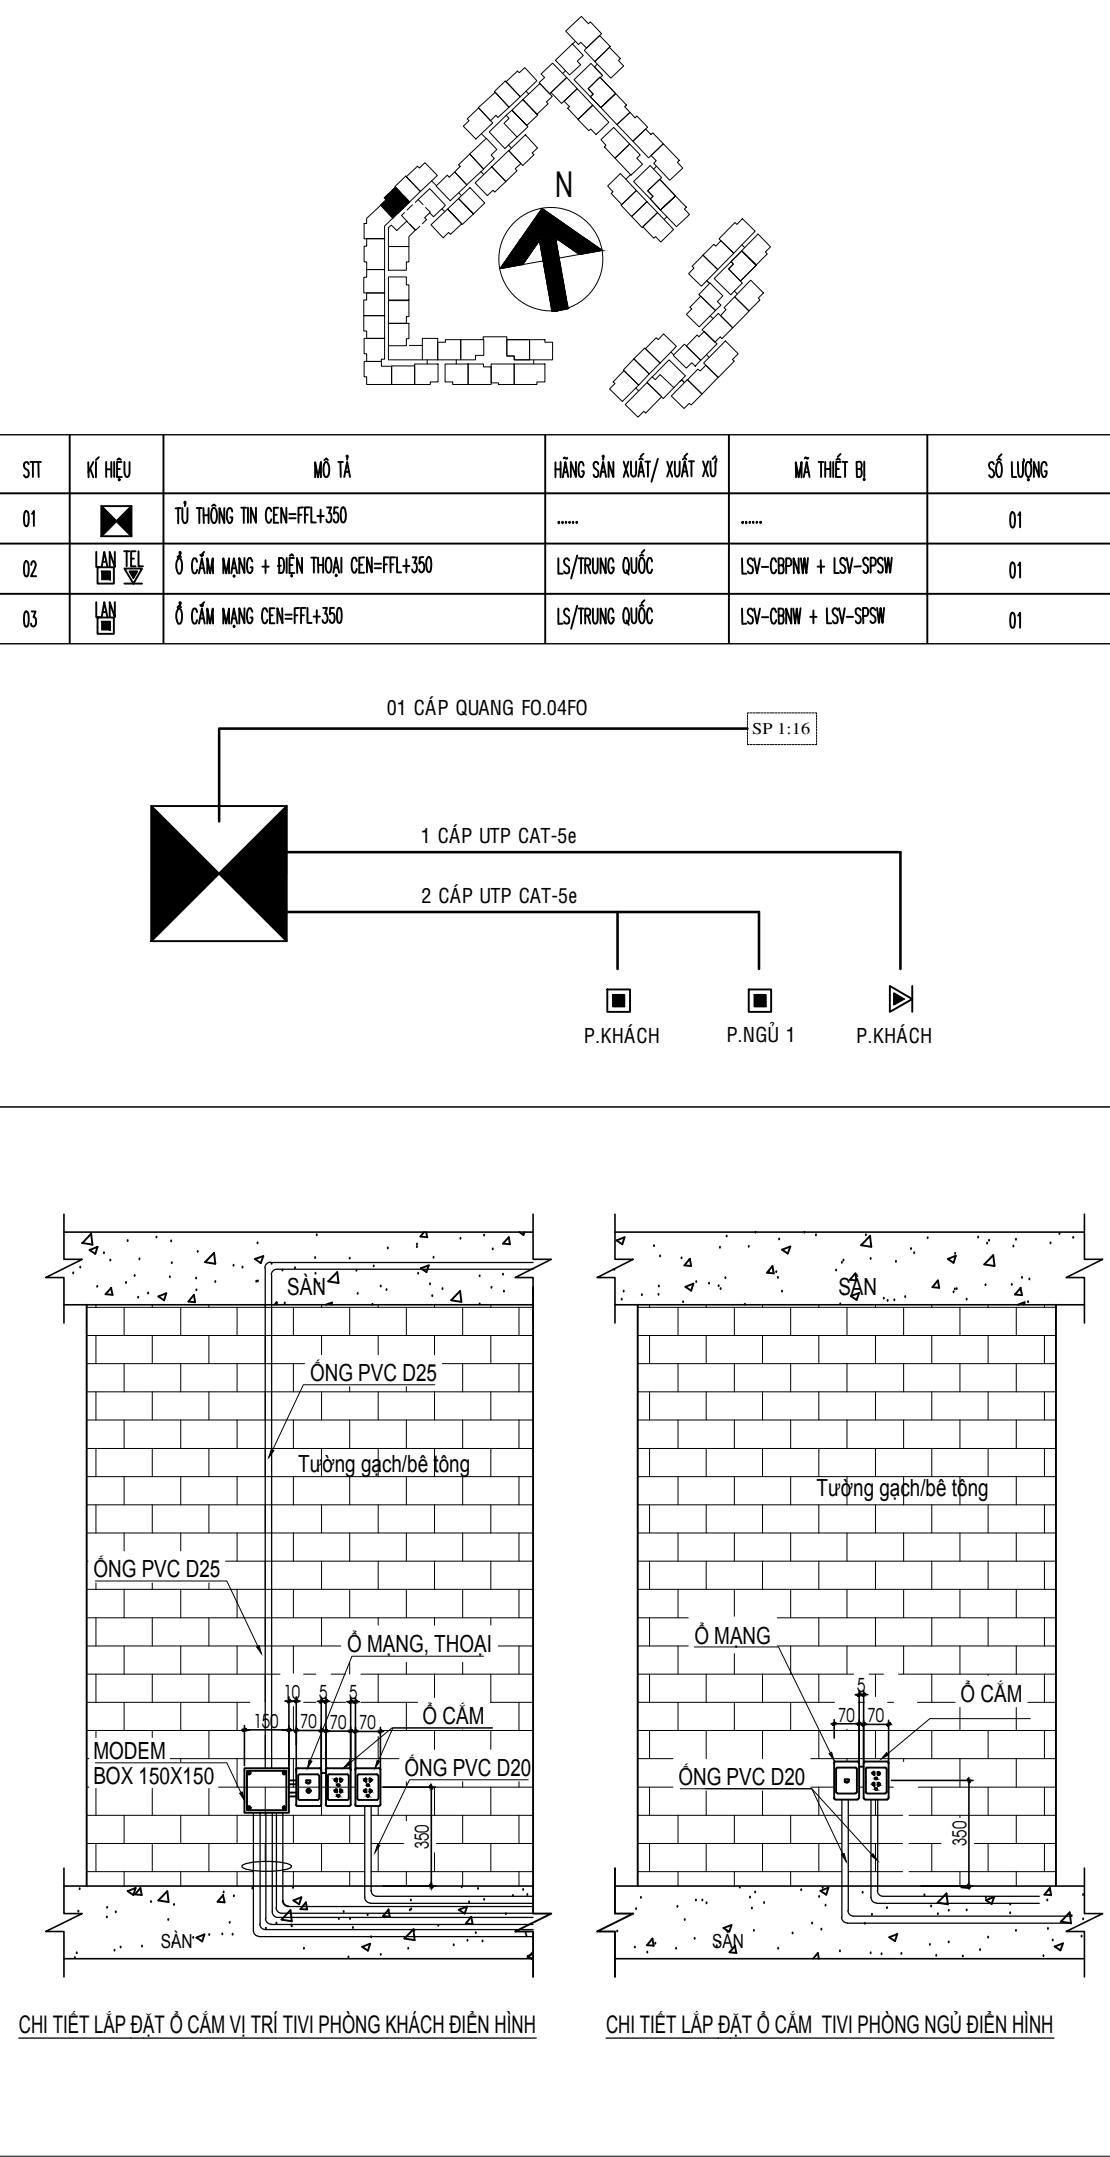 N
STT KÍ HIỆU MÔ TẢ HÃNG SẢN XUẤT/ XUẤT XỨ MÃ THIẾT BỊ SỐ LƯỢNG
01 TỦ THÔNG TIN CEN=FFL+350 ...... ...... 01
02 LAN TEL Ổ CẮM MẠNG + ĐIỆN THOẠI CEN=FFL+350 LS/TRUNG QUỐC LSV-CBPNW + LSV-SPSW 01
03 LAN Ổ CẮM MẠNG CEN=FFL+350 LS/TRUNG QUỐC LSV-CBNW + LSV-SPSW 01
01 CÁP QUANG FO.04FO
SP 1:16
1 CÁP UTP CAT-5e
2 CÁP UTP CAT-5e
P.KHÁCH P.NGỦ 1 P.KHÁCH
SÀN
ỐNG PVC D25
Tường gạch/bê tông
ỐNG PVC D25
Ổ MẠNG, THOẠI
10 5 5
150 70 70 70
Ổ CẮM
MODEM
BOX 150X150
ỐNG PVC D20
350
SÀN
CHI TIẾT LẮP ĐẶT Ổ CẮM VỊ TRÍ TIVI PHÒNG KHÁCH ĐIỂN HÌNH
SÀN
Tường gạch/bê tông
Ổ MẠNG
5
70 70
Ổ CẮM
ỐNG PVC D20
350
SÀN
CHI TIẾT LẮP ĐẶT Ổ CẮM TIVI PHÒNG NGỦ ĐIỂN HÌNH